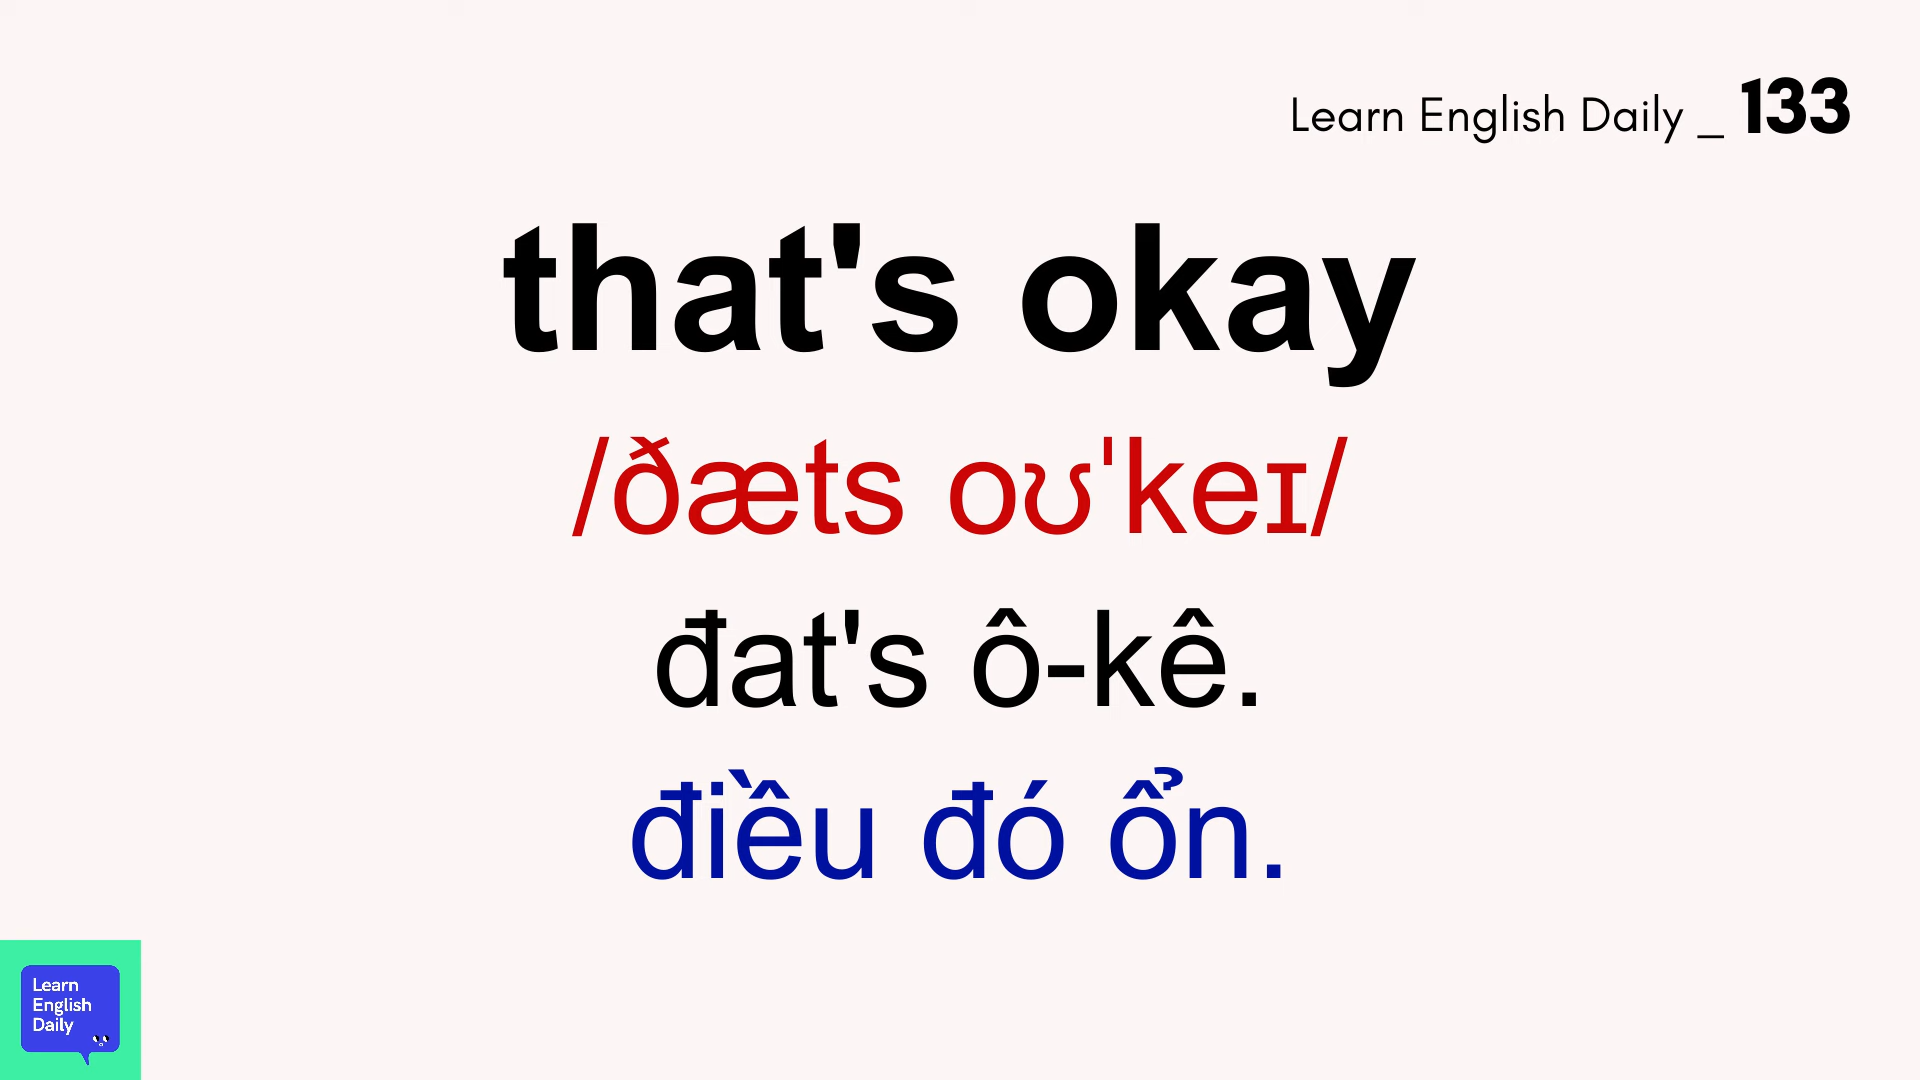 Learn English Daily _ 133
that's okay
/ðæts oʊˈkeɪ/
đat's ô-kê.
điều đó ổn.
Learn
English
Daily